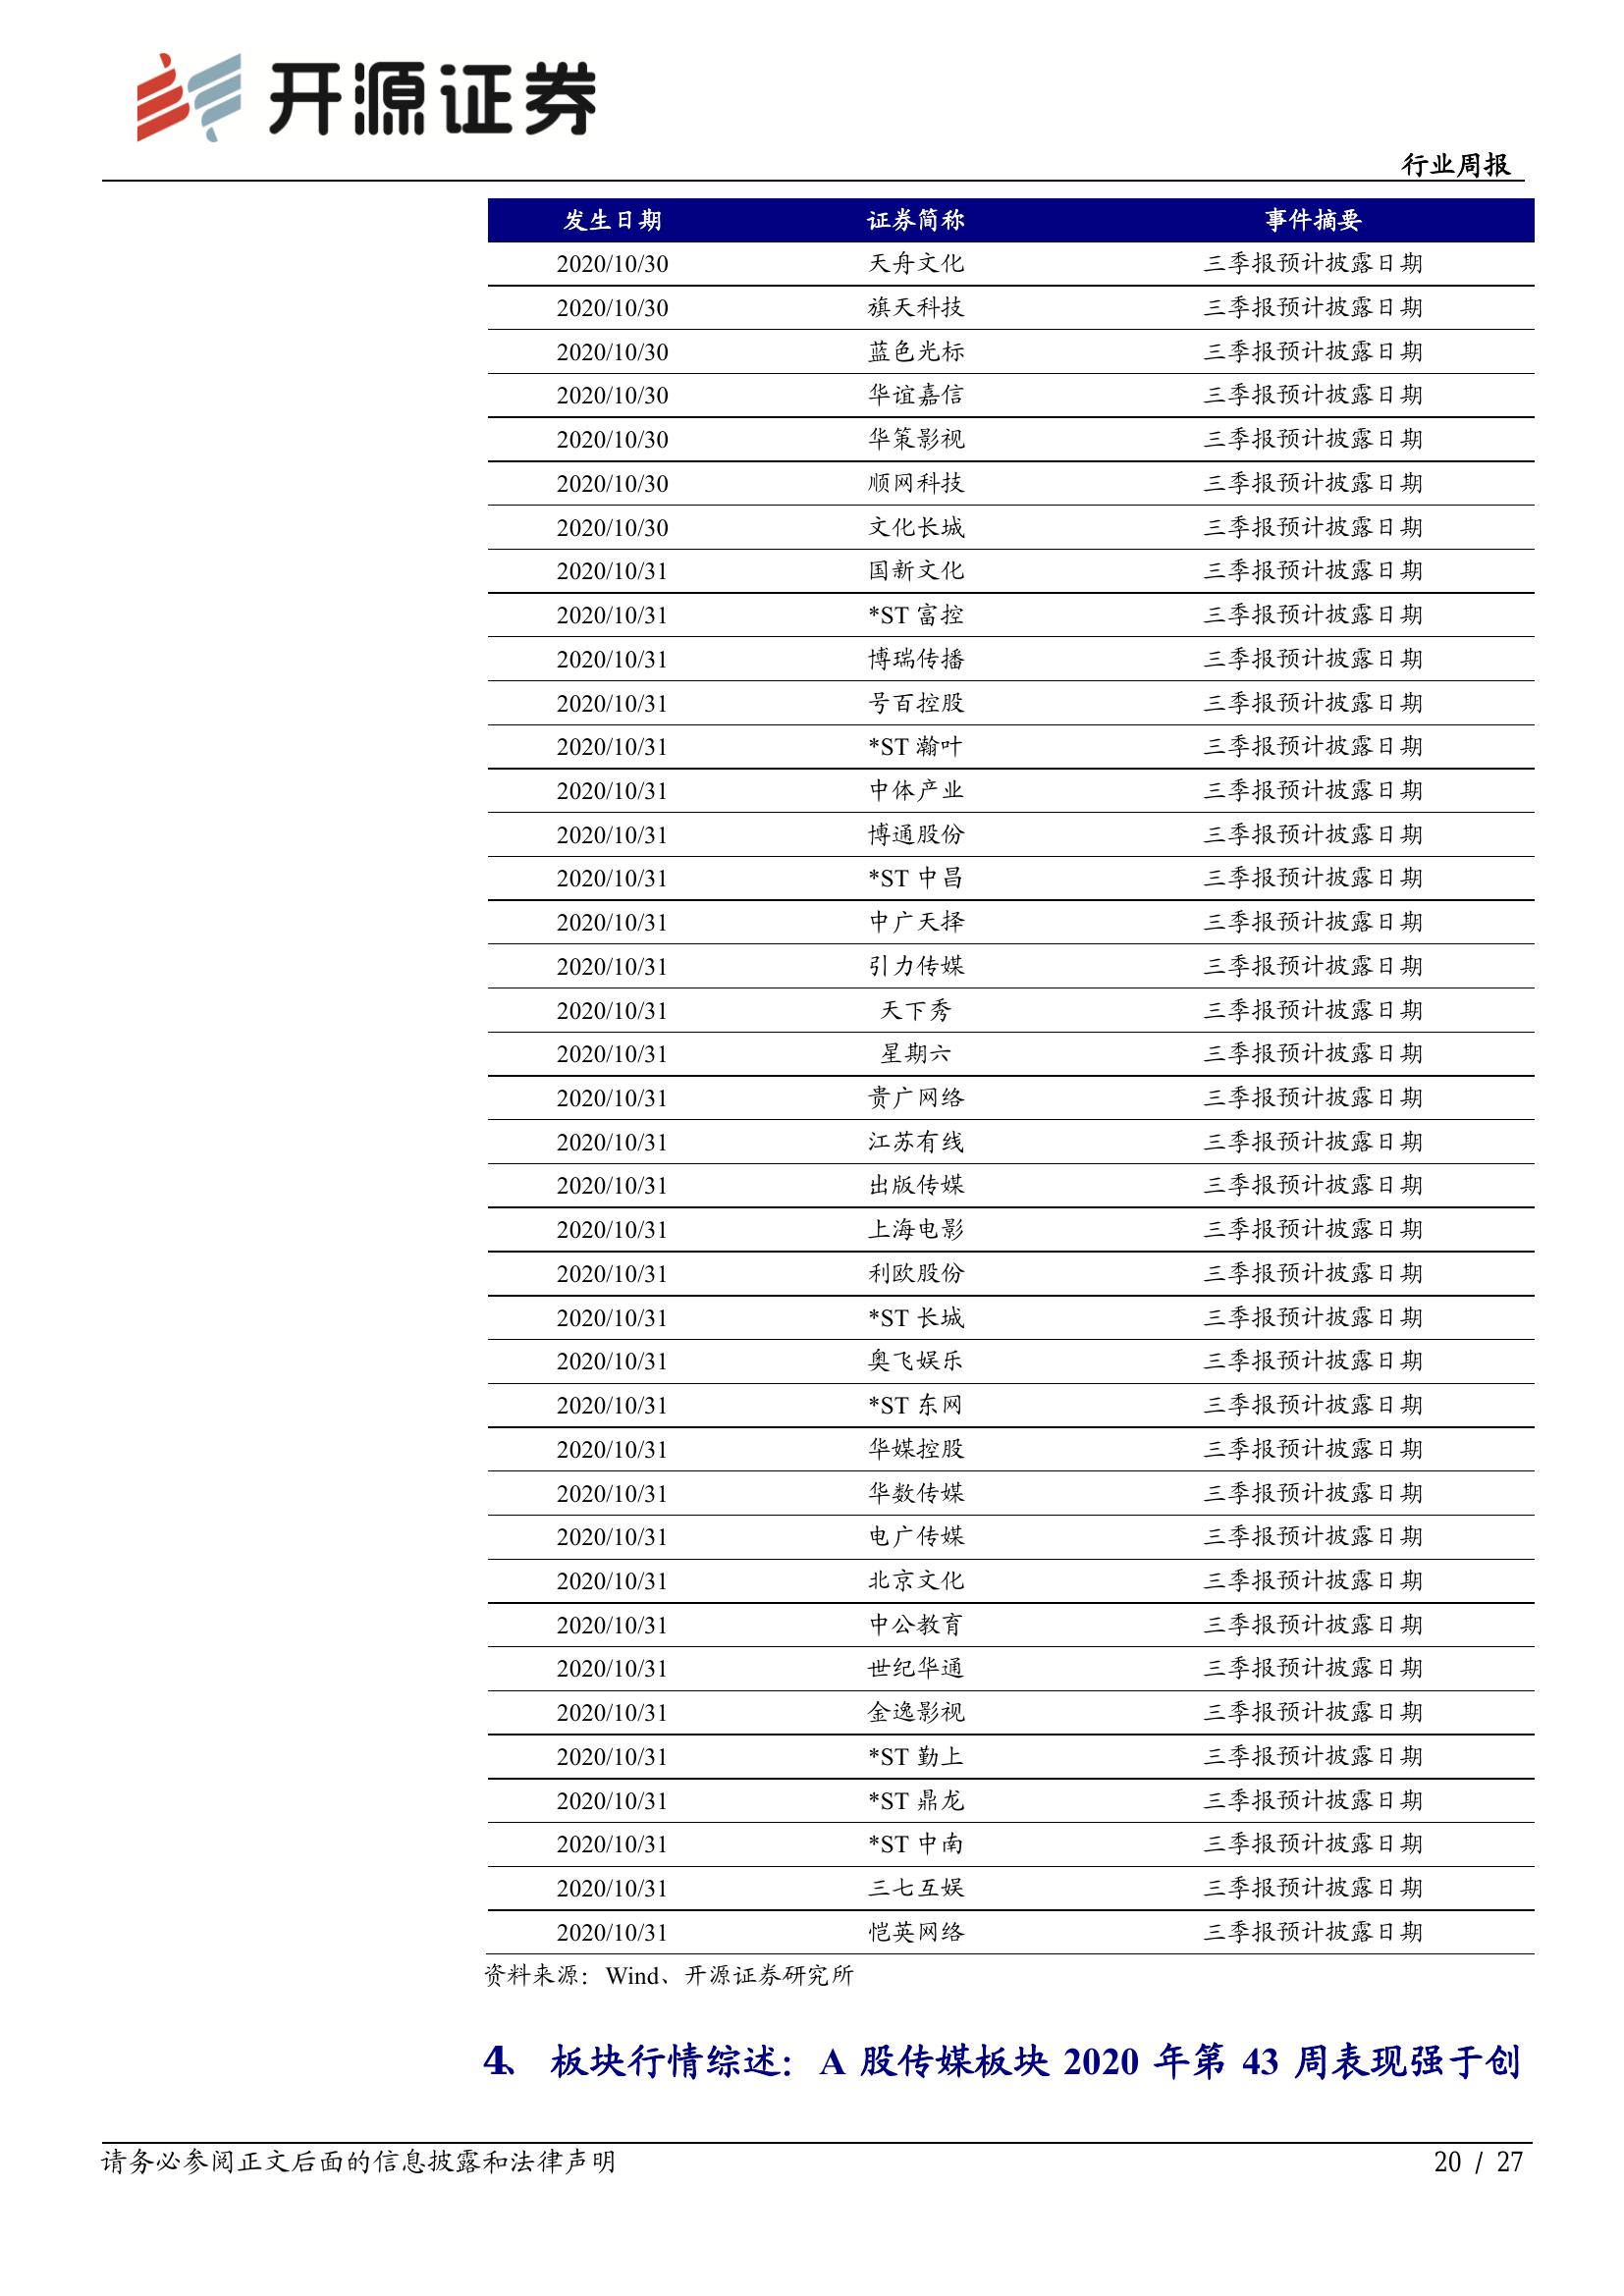 开源证券
行业周报
发生日期 证券简称 事件摘要
2020/10/30 天舟文化 三季报预计披露日期
2020/10/30 旗天科技 三季报预计披露日期
2020/10/30 蓝色光标 三季报预计披露日期
2020/10/30 华谊嘉信 三季报预计披露日期
2020/10/30 华策影视 三季报预计披露日期
2020/10/30 顺网科技 三季报预计披露日期
2020/10/30 文化长城 三季报预计披露日期
2020/10/31 国新文化 三季报预计披露日期
2020/10/31 *ST 富控 三季报预计披露日期
2020/10/31 博瑞传播 三季报预计披露日期
2020/10/31 号百控股 三季报预计披露日期
2020/10/31 *ST 瀚叶 三季报预计披露日期
2020/10/31 中体产业 三季报预计披露日期
2020/10/31 博通股份 三季报预计披露日期
2020/10/31 *ST 中昌 三季报预计披露日期
2020/10/31 中广天择 三季报预计披露日期
2020/10/31 引力传媒 三季报预计披露日期
2020/10/31 天下秀 三季报预计披露日期
2020/10/31 星期六 三季报预计披露日期
2020/10/31 贵广网络 三季报预计披露日期
2020/10/31 江苏有线 三季报预计披露日期
2020/10/31 出版传媒 三季报预计披露日期
2020/10/31 上海电影 三季报预计披露日期
2020/10/31 利欧股份 三季报预计披露日期
2020/10/31 *ST 长城 三季报预计披露日期
2020/10/31 奥飞娱乐 三季报预计披露日期
2020/10/31 *ST 东网 三季报预计披露日期
2020/10/31 华媒控股 三季报预计披露日期
2020/10/31 华数传媒 三季报预计披露日期
2020/10/31 电广传媒 三季报预计披露日期
2020/10/31 北京文化 三季报预计披露日期
2020/10/31 中公教育 三季报预计披露日期
2020/10/31 世纪华通 三季报预计披露日期
2020/10/31 金逸影视 三季报预计披露日期
2020/10/31 *ST 勤上 三季报预计披露日期
2020/10/31 *ST 鼎龙 三季报预计披露日期
2020/10/31 *ST 中南 三季报预计披露日期
2020/10/31 三七互娱 三季报预计披露日期
2020/10/31 恺英网络 三季报预计披露日期
资料来源：Wind、开源证券研究所
4、 板块行情综述：A 股传媒板块 2020 年第 43 周表现强于创
请务必参阅正文后面的信息披露和法律声明 20 / 27